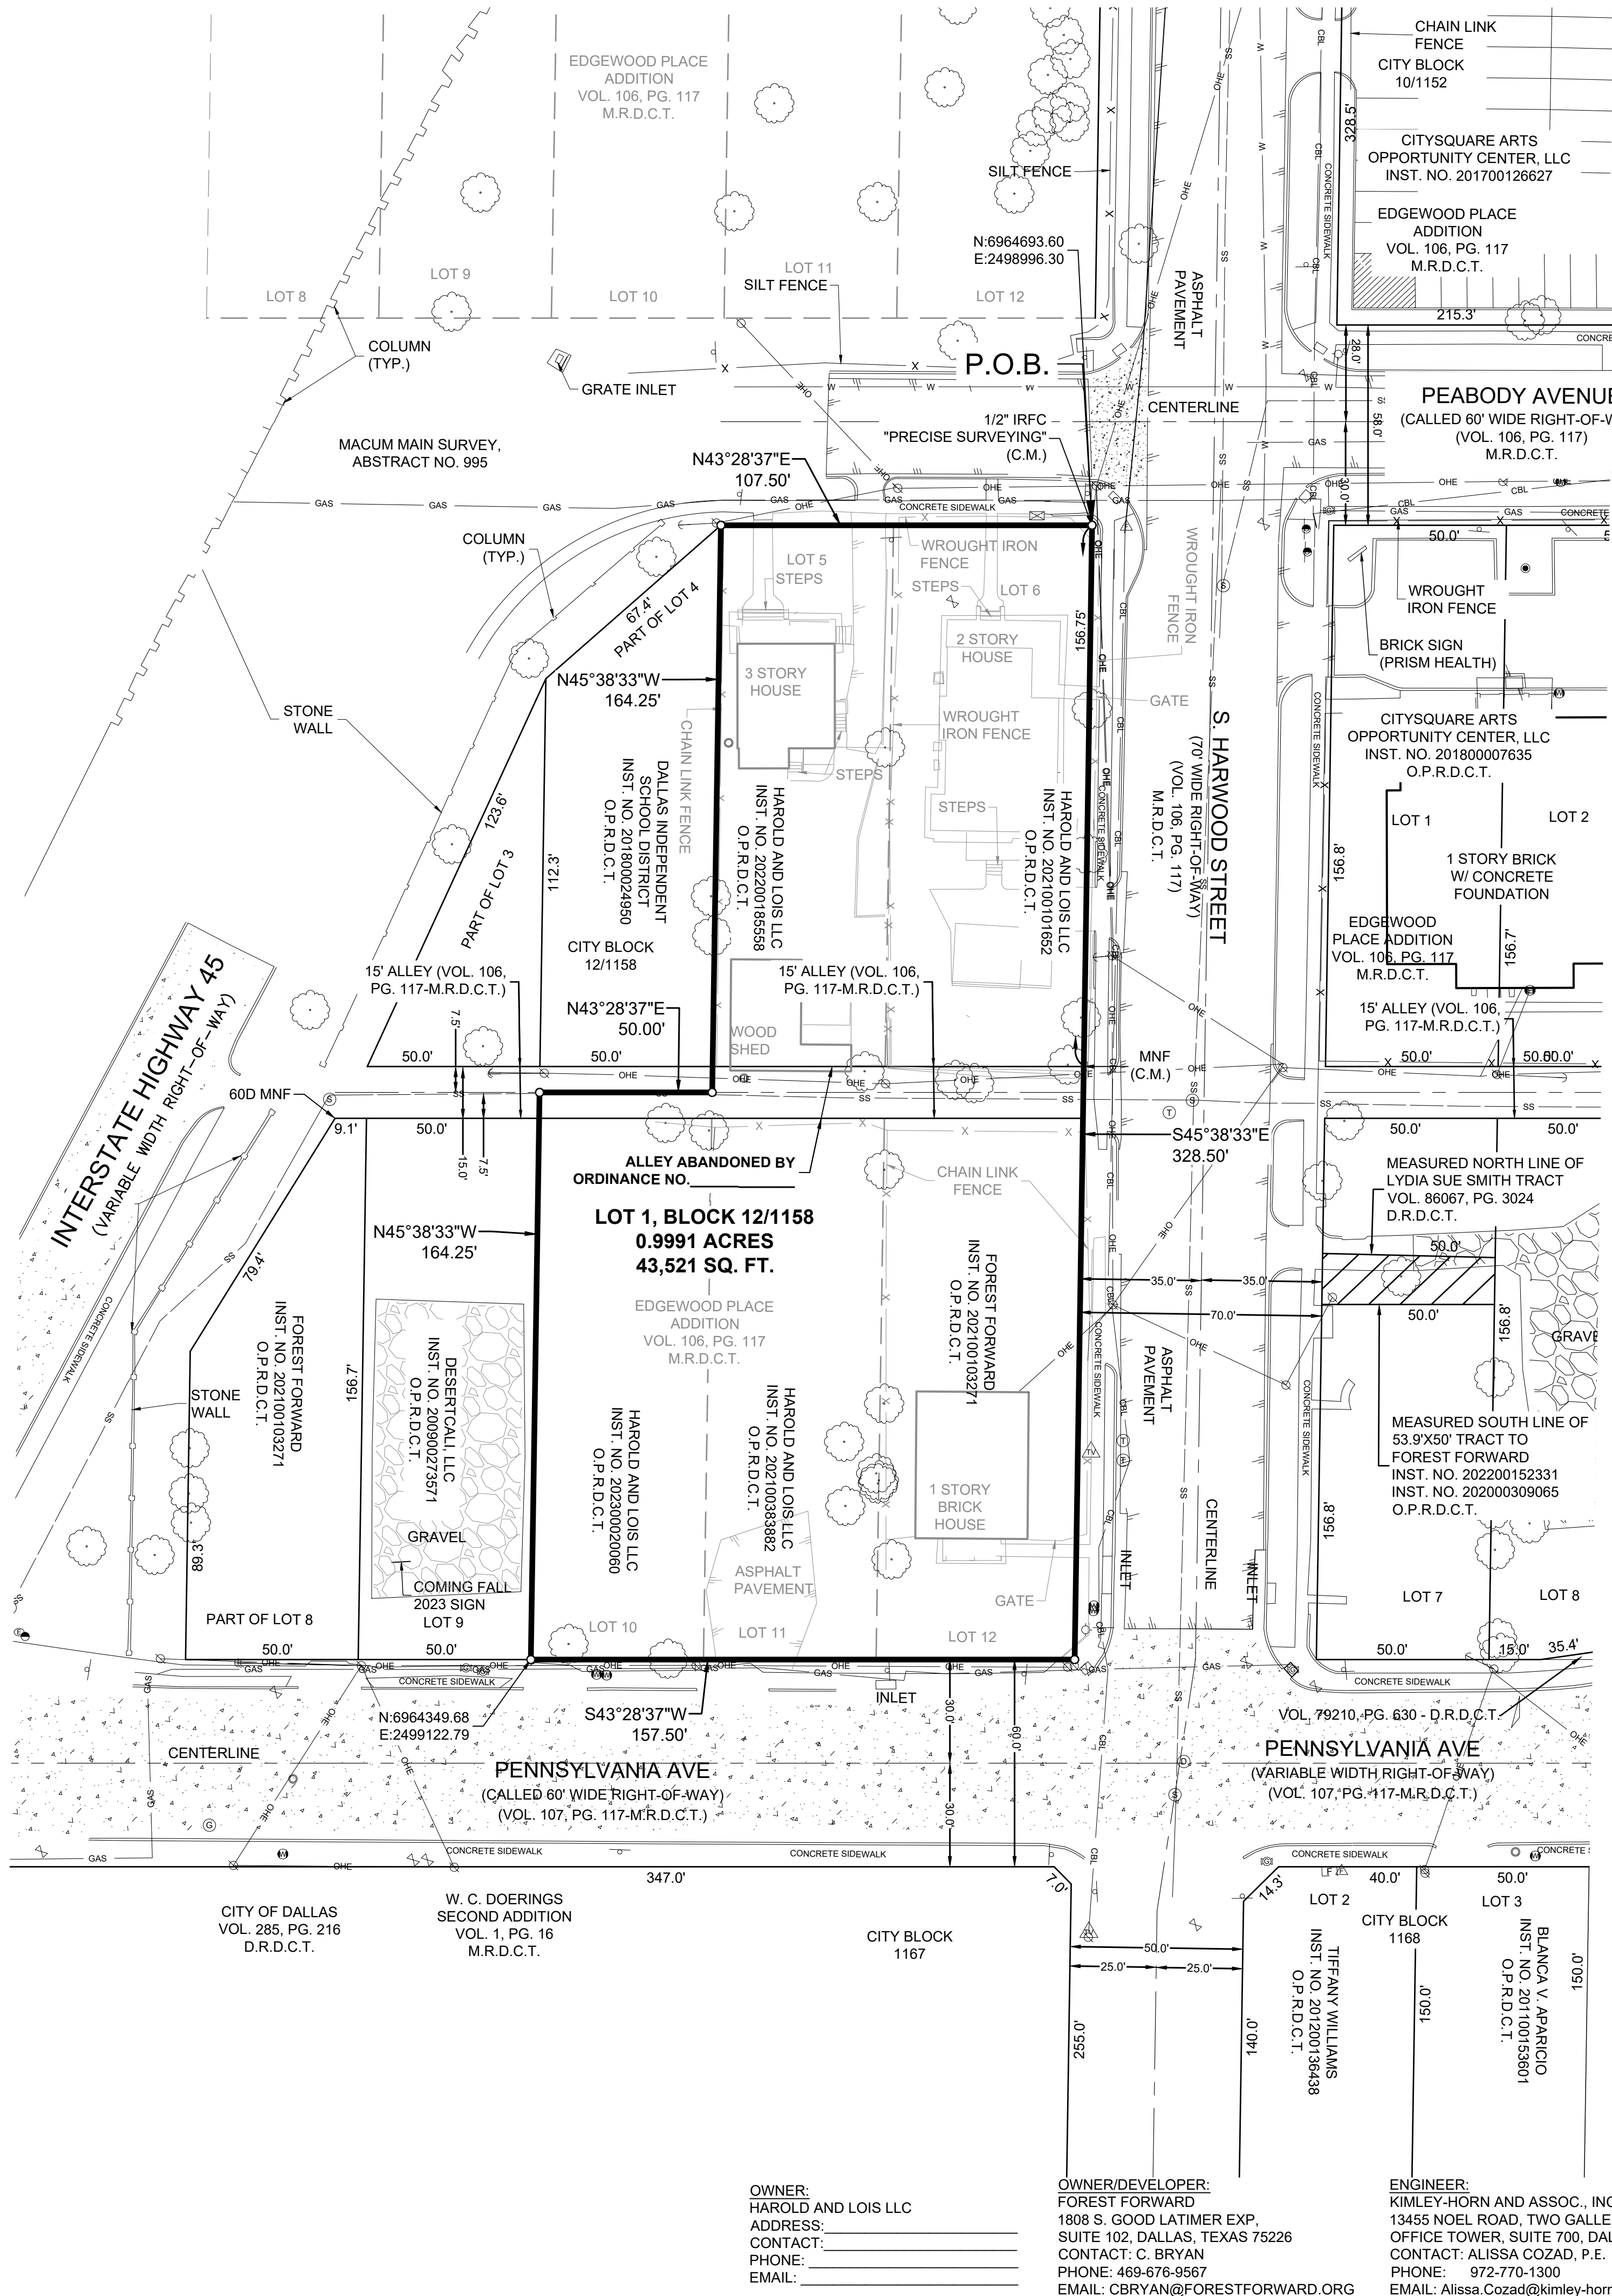 EDGEWOOD PLACE
ADDITION
VOL. 106, PG. 117
M.R.D.C.T.
CHAIN LINK
FENCE
CITY BLOCK
10/1152
328.5'
CITYSQUARE ARTS
OPPORTUNITY CENTER, LLC
INST. NO. 201700126627
EDGEWOOD PLACE
ADDITION
VOL. 106, PG. 117
M.R.D.C.T.
CONCRETE SIDEWALK
SILT FENCE
N:6964693.60
E:2498996.30
ASPHALT
PAVEMENT
LOT 8
LOT 9
LOT 10
LOT 11
SILT FENCE
LOT 12
215.3'
COLUMN
(TYP.)
GRATE INLET
P.O.B.
CENTERLINE
28.0'
58.0'
30.0'
PEABODY AVENUE
(CALLED 60' WIDE RIGHT-OF-W
(VOL. 106, PG. 117)
M.R.D.C.T.
1/2" IRFC
"PRECISE SURVEYING"
(C.M.)
MACUM MAIN SURVEY,
ABSTRACT NO. 995
N43°28'37"E
107.50'
CONCRETE SIDEWALK
CONCRETE
COLUMN
(TYP.)
LOT 5
STEPS
WROUGHT IRON
FENCE
STEPS
LOT 6
WROUGHT IRON
FENCE
50.0'
WROUGHT
IRON FENCE
67.4'
PART OF LOT 4
156.75'
2 STORY
HOUSE
BRICK SIGN
(PRISM HEALTH)
3 STORY
HOUSE
N45°38'33"W
164.25'
GATE
STONE
WALL
CHAIN LINK FENCE
WROUGHT
IRON FENCE
S. HARWOOD STREET
(70' WIDE RIGHT-OF-WAY)
(VOL. 106, PG. 117)
M.R.D.C.T.
CONCRETE SIDEWALK
CITYSQUARE ARTS
OPPORTUNITY CENTER, LLC
INST. NO. 201800007635
O.P.R.D.C.T.
STEPS
DALLAS INDEPENDENT
SCHOOL DISTRICT
INST. NO. 201800024950
O.P.R.D.C.T.
HAROLD AND LOIS LLC
INST. NO. 202200185558
O.P.R.D.C.T.
STEPS
HAROLD AND LOIS LLC
INST. NO. 202100101652
O.P.R.D.C.T.
CONCRETE SIDEWALK
123.6'
PART OF LOT 3
112.3'
LOT 1
LOT 2
156.8'
1 STORY BRICK
W/ CONCRETE
FOUNDATION
EDGEWOOD
PLACE ADDITION
VOL. 106, PG. 117
M.R.D.C.T.
156.7'
CITY BLOCK
12/1158
15' ALLEY (VOL. 106,
PG. 117-M.R.D.C.T.)
15' ALLEY (VOL. 106,
PG. 117-M.R.D.C.T.)
INTERSTATE HIGHWAY 45
(VARIABLE WIDTH RIGHT-OF-WAY)
N43°28'37"E
50.00'
7.5'
WOOD
SHED
15' ALLEY (VOL. 106,
PG. 117-M.R.D.C.T.)
50.0'
50.0'
MNF
(C.M.)
50.0'
50.0'
60D MNF
9.1'
50.0'
15.0'
7.5'
S45°38'33"E
328.50'
50.0'
50.0'
ALLEY ABANDONED BY
ORDINANCE NO.____________
CHAIN LINK
FENCE
MEASURED NORTH LINE OF
LYDIA SUE SMITH TRACT
VOL. 86067, PG. 3024
D.R.D.C.T.
LOT 1, BLOCK 12/1158
0.9991 ACRES
43,521 SQ. FT.
N45°38'33"W
164.25'
50.0'
79.4'
35.0'
35.0'
70.0'
50.0'
156.8'
EDGEWOOD PLACE
ADDITION
VOL. 106, PG. 117
M.R.D.C.T.
FOREST FORWARD
INST. NO. 202100103271
O.P.R.D.C.T.
CONCRETE SIDEWALK
GRAVE
FOREST FORWARD
INST. NO. 202100103271
O.P.R.D.C.T.
156.7'
DESERTCALI, LLC
INST. NO. 200900273571
O.P.R.D.C.T.
CONCRETE SIDEWALK
ASPHALT
PAVEMENT
CONCRETE SIDEWALK
STONE
WALL
HAROLD AND LOIS LLC
INST. NO. 202300020060
O.P.R.D.C.T.
HAROLD AND LOIS LLC
INST. NO. 202100383882
O.P.R.D.C.T.
MEASURED SOUTH LINE OF
53.9'X50' TRACT TO
FOREST FORWARD
INST. NO. 202200152331
INST. NO. 202000309065
O.P.R.D.C.T.
1 STORY
BRICK
HOUSE
CENTERLINE
156.8'
89.3'
GRAVEL
INLET
INLET
ASPHALT
PAVEMENT
COMING FALL
2023 SIGN
LOT 9
GATE
LOT 7
LOT 8
PART OF LOT 8
LOT 10
LOT 11
LOT 12
50.0'
50.0'
50.0'
15.0'
35.4'
CONCRETE SIDEWALK
CONCRETE SIDEWALK
INLET
N:6964349.68
E:2499122.79
S43°28'37"W
157.50'
30.0'
60.0'
30.0'
VOL. 79210, PG. 630 - D.R.D.C.T.
CENTERLINE
PENNSYLVANIA AVE
(CALLED 60' WIDE RIGHT-OF-WAY)
(VOL. 107, PG. 117-M.R.D.C.T.)
PENNSYLVANIA AVE
(VARIABLE WIDTH RIGHT-OF-WAY)
(VOL. 107, PG. 117-M.R.D.C.T.)
CONCRETE SIDEWALK
CONCRETE SIDEWALK
CONCRETE SIDEWALK
347.0'
7.0'
14.3'
40.0'
50.0'
LOT 2
LOT 3
CITY OF DALLAS
VOL. 285, PG. 216
D.R.D.C.T.
W. C. DOERINGS
SECOND ADDITION
VOL. 1, PG. 16
M.R.D.C.T.
CITY BLOCK
1167
CITY BLOCK
1168
50.0'
25.0'
25.0'
TIFFANY WILLIAMS
INST. NO. 201200136438
O.P.R.D.C.T.
BLANCA V. APARICIO
INST. NO. 201100153601
O.P.R.D.C.T.
255.0'
140.0'
150.0'
150.0'
OWNER:
HAROLD AND LOIS LLC
ADDRESS:
CONTACT:
PHONE:
EMAIL:
OWNER/DEVELOPER:
FOREST FORWARD
1808 S. GOOD LATIMER EXP,
SUITE 102, DALLAS, TEXAS 75226
CONTACT: C. BRYAN
PHONE: 469-676-9567
EMAIL: CBRYAN@FORESTFORWARD.ORG
ENGINEER:
KIMLEY-HORN AND ASSOC., INC
13455 NOEL ROAD, TWO GALLE
OFFICE TOWER, SUITE 700, DAL
CONTACT: ALISSA COZAD, P.E.
PHONE: 972-770-1300
EMAIL: Alissa.Cozad@kimley-horn